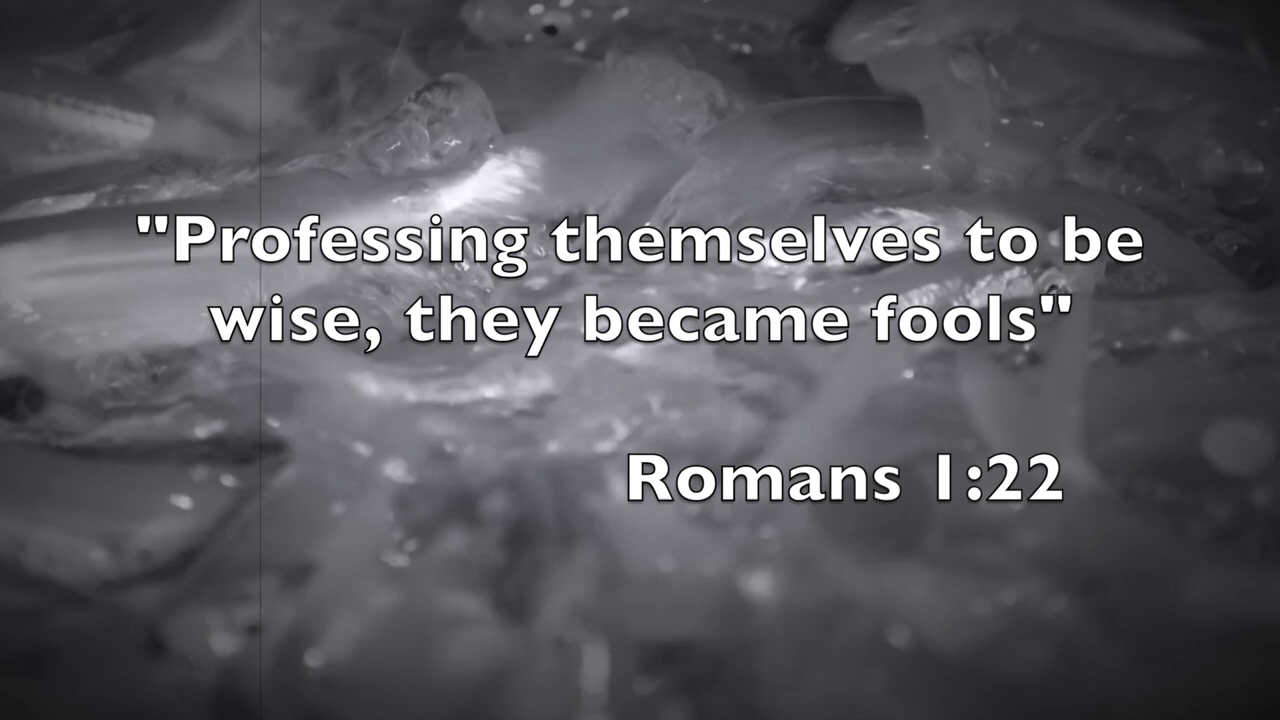 "Professing themselves to be
wise, they became fools"
Romans 1:22